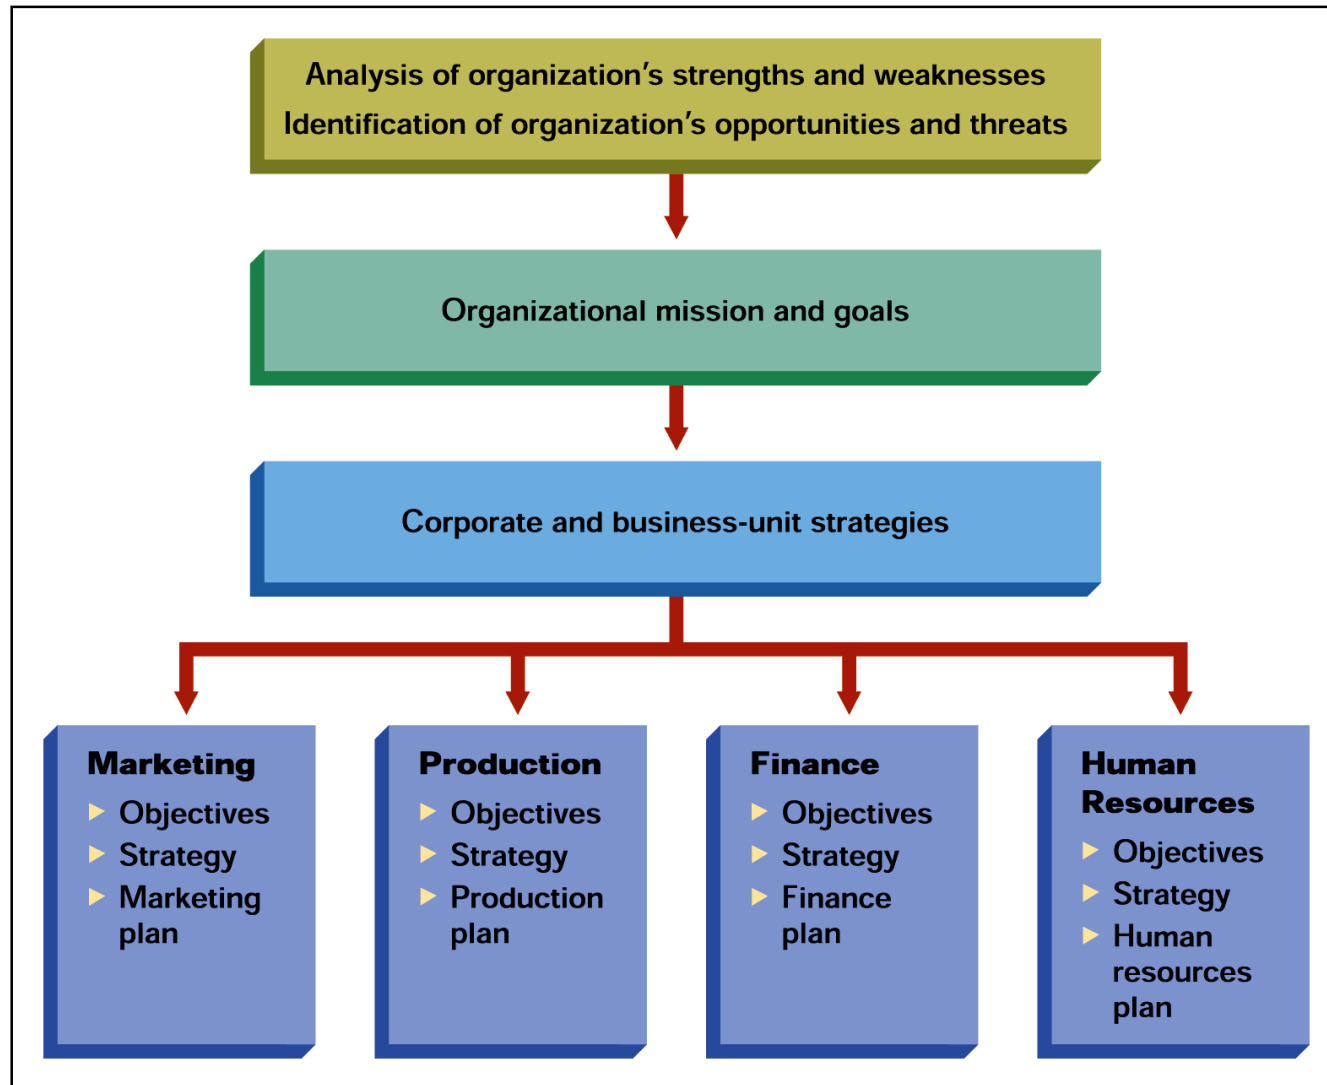 Analysis of organization’s strengths and weaknesses
Identification of organization’s opportunities and threats
Organizational mission and goals
Corporate and business-unit strategies
Marketing
Objectives
Strategy
Marketing
plan
Production
Objectives
Strategy
Production
plan
Finance
Objectives
Strategy
Finance
plan
Human
Resources
Objectives
Strategy
Human
resources
plan